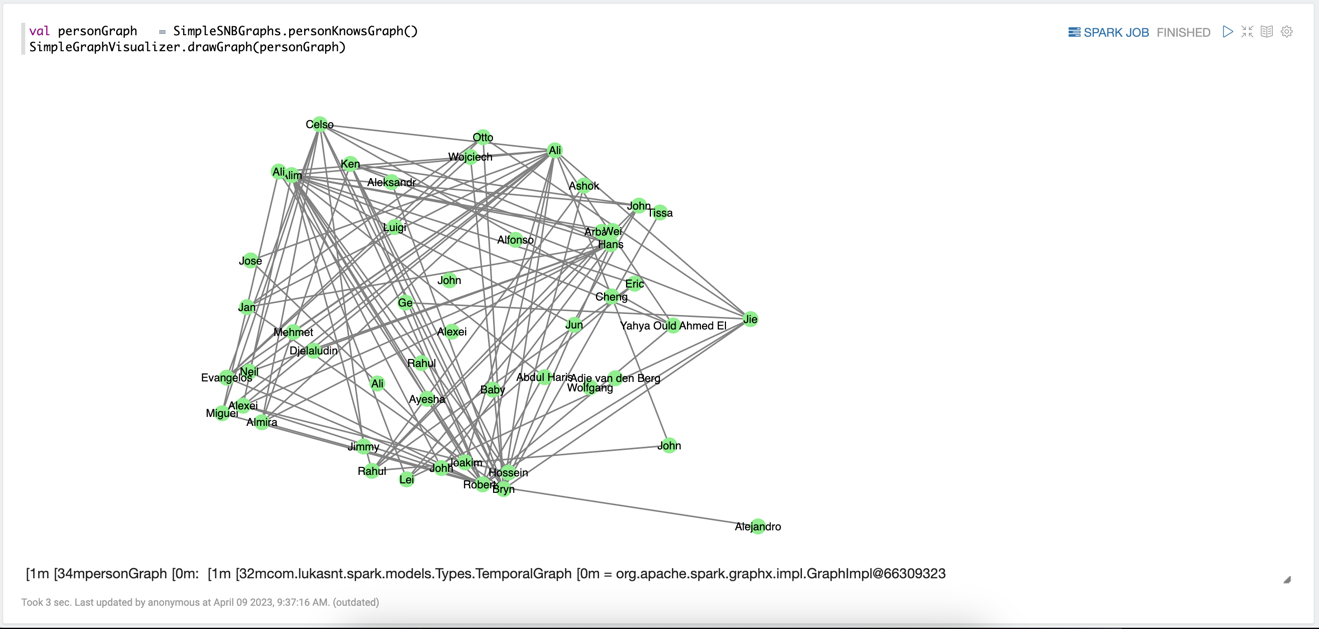 val personGraph = SimpleSNBGraphs.personKnowsGraph()
SPARK JOB FINISHED
SimpleGraphVisualizer.drawGraph(personGraph)
Celso
Otto
Ali
Wojciech
Ken
Ali
Alim
Aleksandr
Ashok
John
Tissa
Luigi
Arba
Wei
Alfonso
Hans
Jose
John
Eric
Cheng
Ge
Jan
Jie
Jun
Yahya Ould Ahmed El
Mehmet
Alexei
Djelaludin
Rahul
Neil
Evangelos
Abdul Haris
Adje van den Berg
Ali
Wolfgang
Baby
Ayesha
Alexei
Miguel
Almira
John
Jimmy
Joakim
John
Rahul
Hossein
Lei
Robert
Bryn
Alejandro
[1m [34mpersonGraph [0m: [1m [32mcom.lukasnt.spark.models.Types.TemporalGraph [0m = org.apache.spark.graphx.impl.GraphImpl@66309323
Took 3 sec. Last updated by anonymous at April 09 2023, 9:37:16 AM. (outdated)